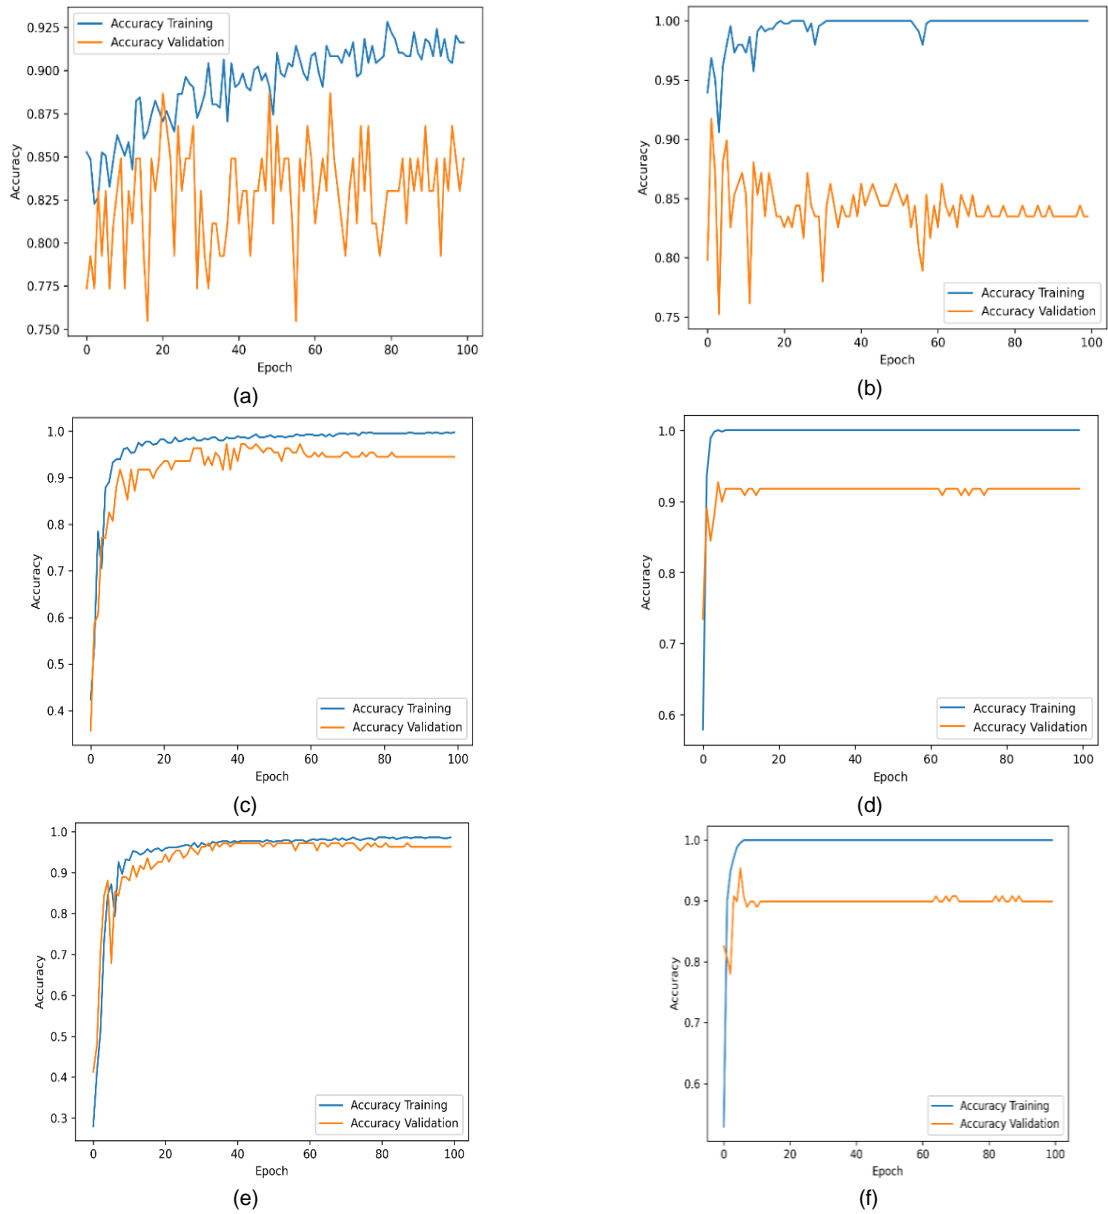 0.925
0.900
0.875
0.850
0.825
0.800
0.775
0.750
Accuracy
Accuracy Training
Accuracy Validation
0 20 40 60 80 100
Epoch
(a)
1.00
0.95
0.90
0.85
0.80
0.75
Accuracy
Accuracy Training
Accuracy Validation
0 20 40 60 80 100
Epoch
(b)
1.0
0.9
0.8
0.7
0.6
0.5
0.4
Accuracy
Accuracy Training
Accuracy Validation
0 20 40 60 80 100
Epoch
(c)
1.0
0.9
0.8
0.7
0.6
Accuracy
Accuracy Training
Accuracy Validation
0 20 40 60 80 100
Epoch
(d)
1.0
0.9
0.8
0.7
0.6
0.5
0.4
0.3
Accuracy
Accuracy Training
Accuracy Validation
0 20 40 60 80 100
Epoch
(e)
1.0
0.9
0.8
0.7
0.6
Accuracy
Accuracy Training
Accuracy Validation
0 20 40 60 80 100
Epoch
(f)